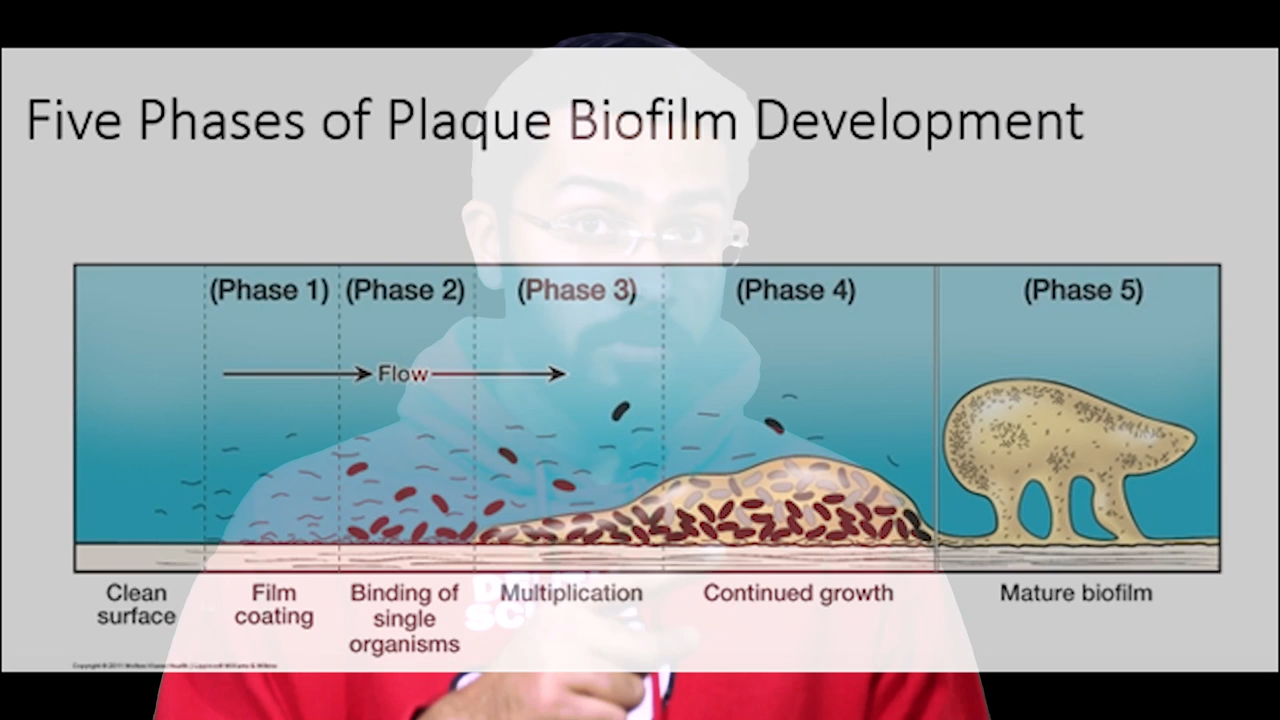 Five Phases of Plaque Biofilm Development
(Phase 1) (Phase 2) (Phase 3) (Phase 4) (Phase 5)
Flow
Clean
surface
Film
coating
Binding of
single
organisms
Multiplication
Continued growth
Mature biofilm